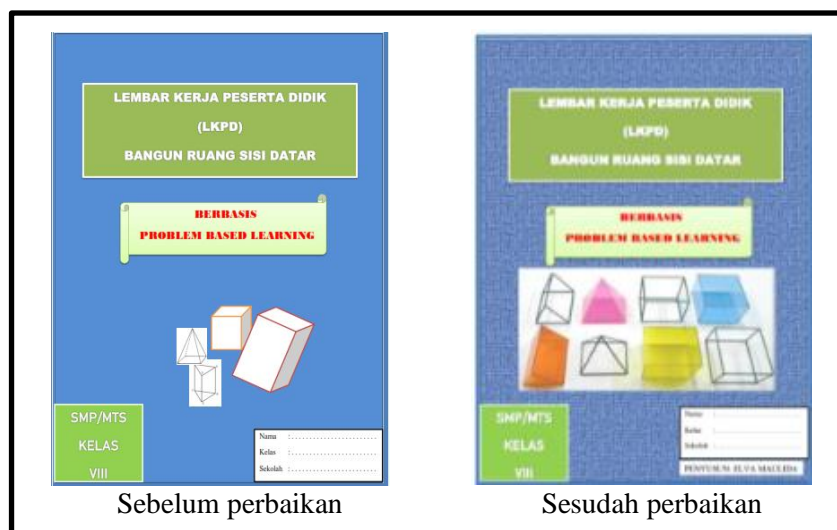 LEMBAR KERJA PESERTA DIDIK
(LKPD)
BANGUN RUANG SISI DATAR
BERBASIS
PROBLEM BASED LEARNING
SMP/MTS
KELAS
VIII
Nama : ........................
Kelas : ........................
Sekolah : ........................
Sebelum perbaikan
LEMBAR KERJA PESERTA DIDIK
(LKPD)
BANGUN RUANG SISI DATAR
BERBASIS
PROBLEM BASED LEARNING
SMP/MTS
KELAS
VIII
Nama : ........................
Kelas : ........................
Sekolah : ........................
PENYUSUN: ELVA MAULIDA
Sesudah perbaikan